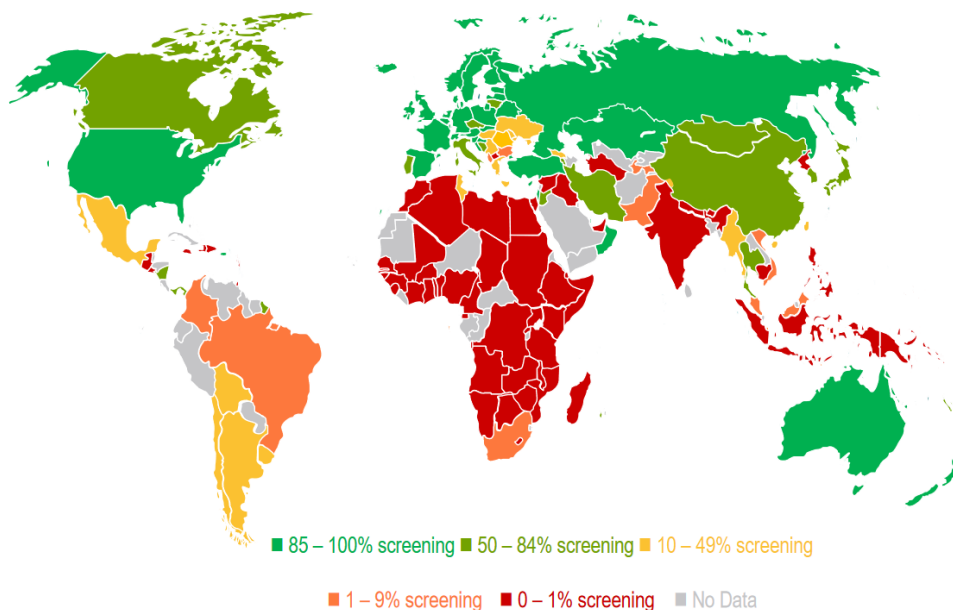 85 – 100% screening 50 – 84% screening 10 – 49% screening
1 – 9% screening 0 – 1% screening No Data